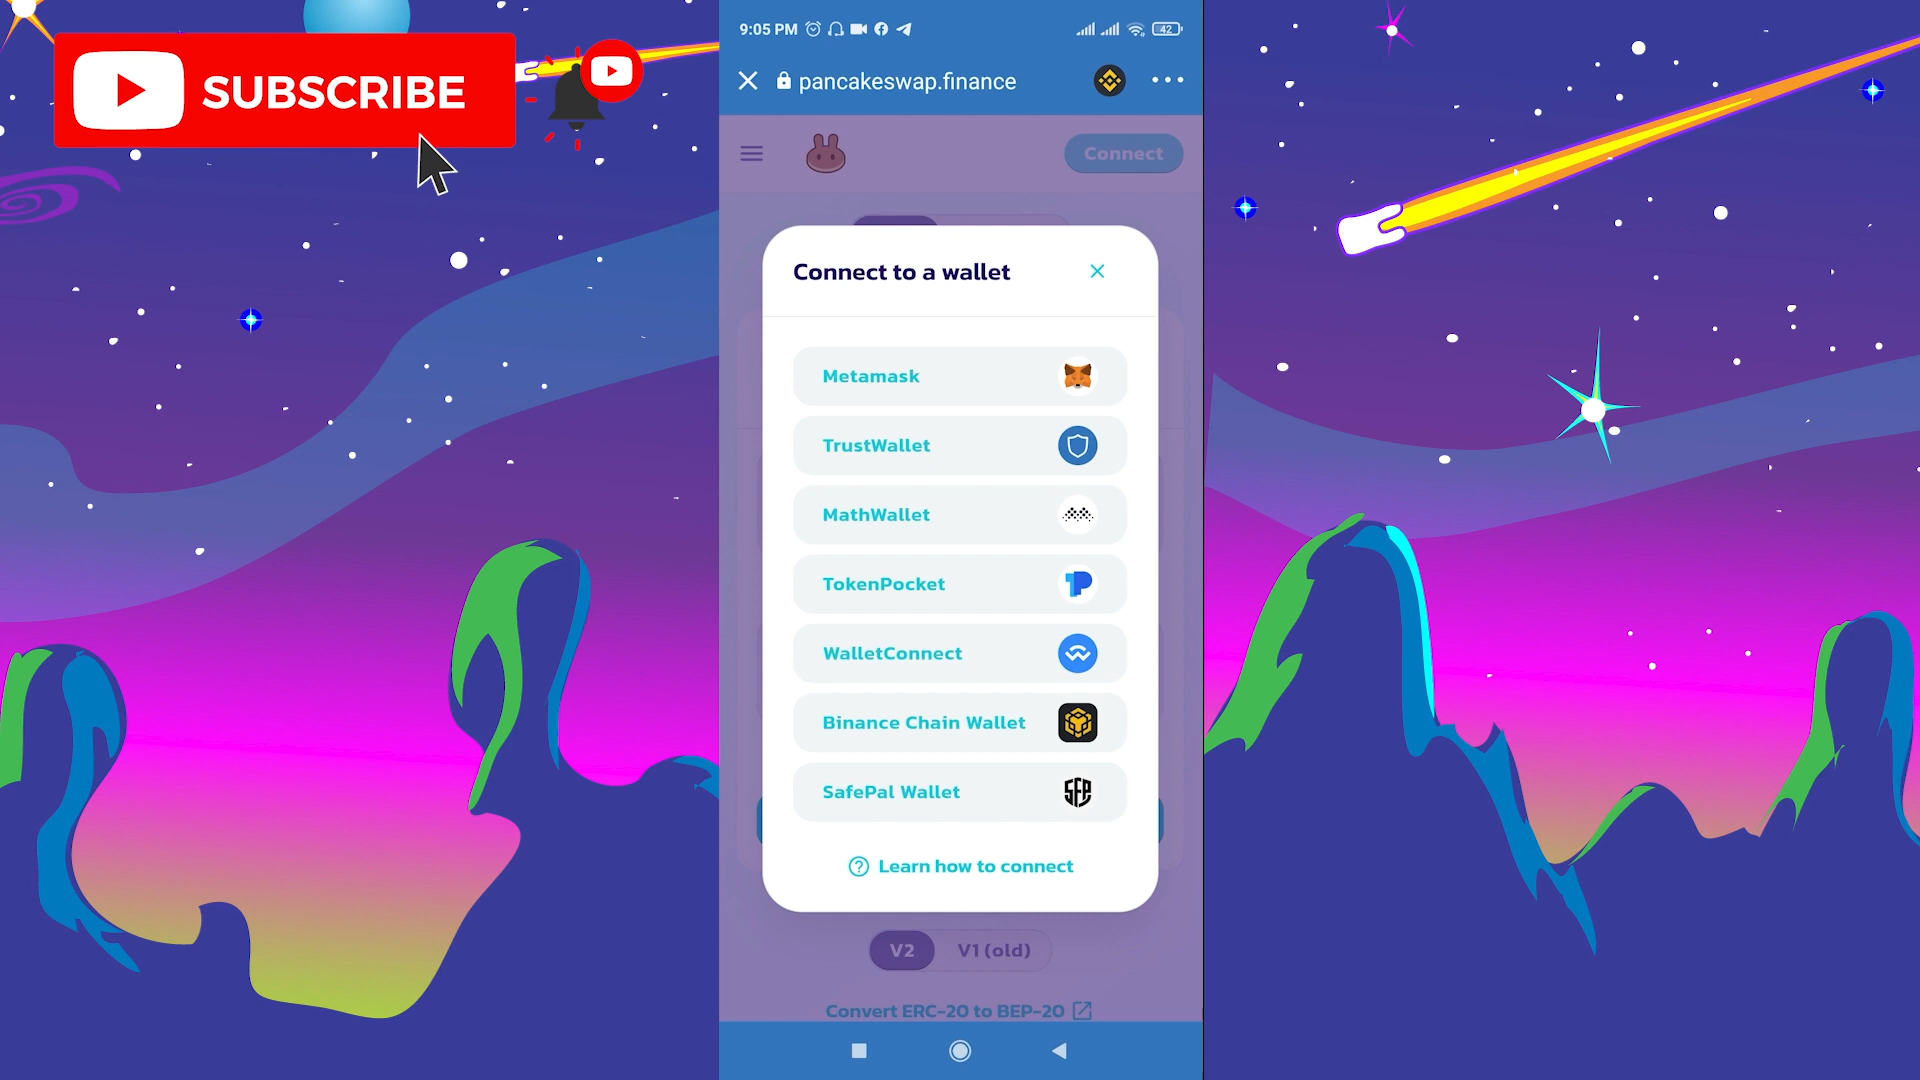 SUBSCRIBE
9:05 PM
42
pancakeswap.finance
Connect
Connect to a wallet
Metamask
TrustWallet
MathWallet
TokenPocket
WalletConnect
Binance Chain Wallet
SafePal Wallet
SFP
Learn how to connect
V2 V1 (old)
Convert ERC-20 to BEP-20